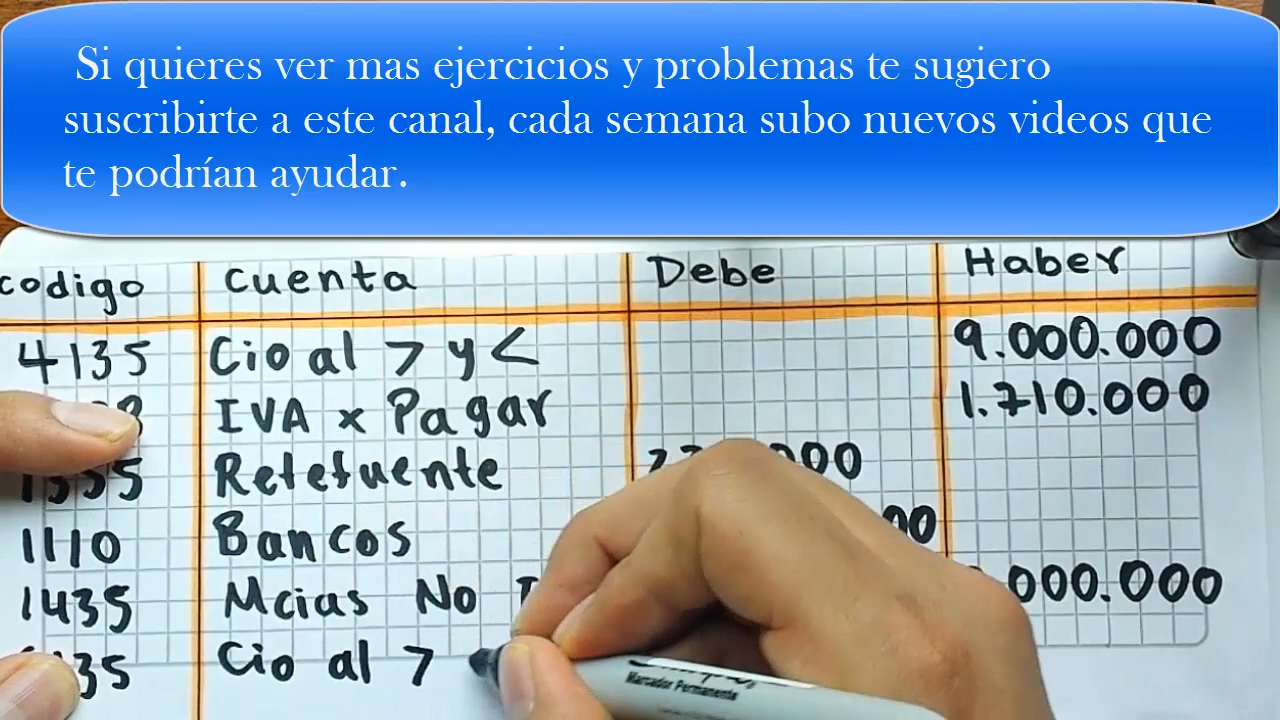 Si quieres ver mas ejercicios y problemas te sugiero
suscribirte a este canal, cada semana subo nuevos videos que
te podrían ayudar.
codigo Cuenta Debe Haber
4135 Cio al > y < 9.000.000
IVA x Pagar 1.710.000
Retefuente
1110 Bancos
1435 Mcias No
Cio al >
Marcador Permanente